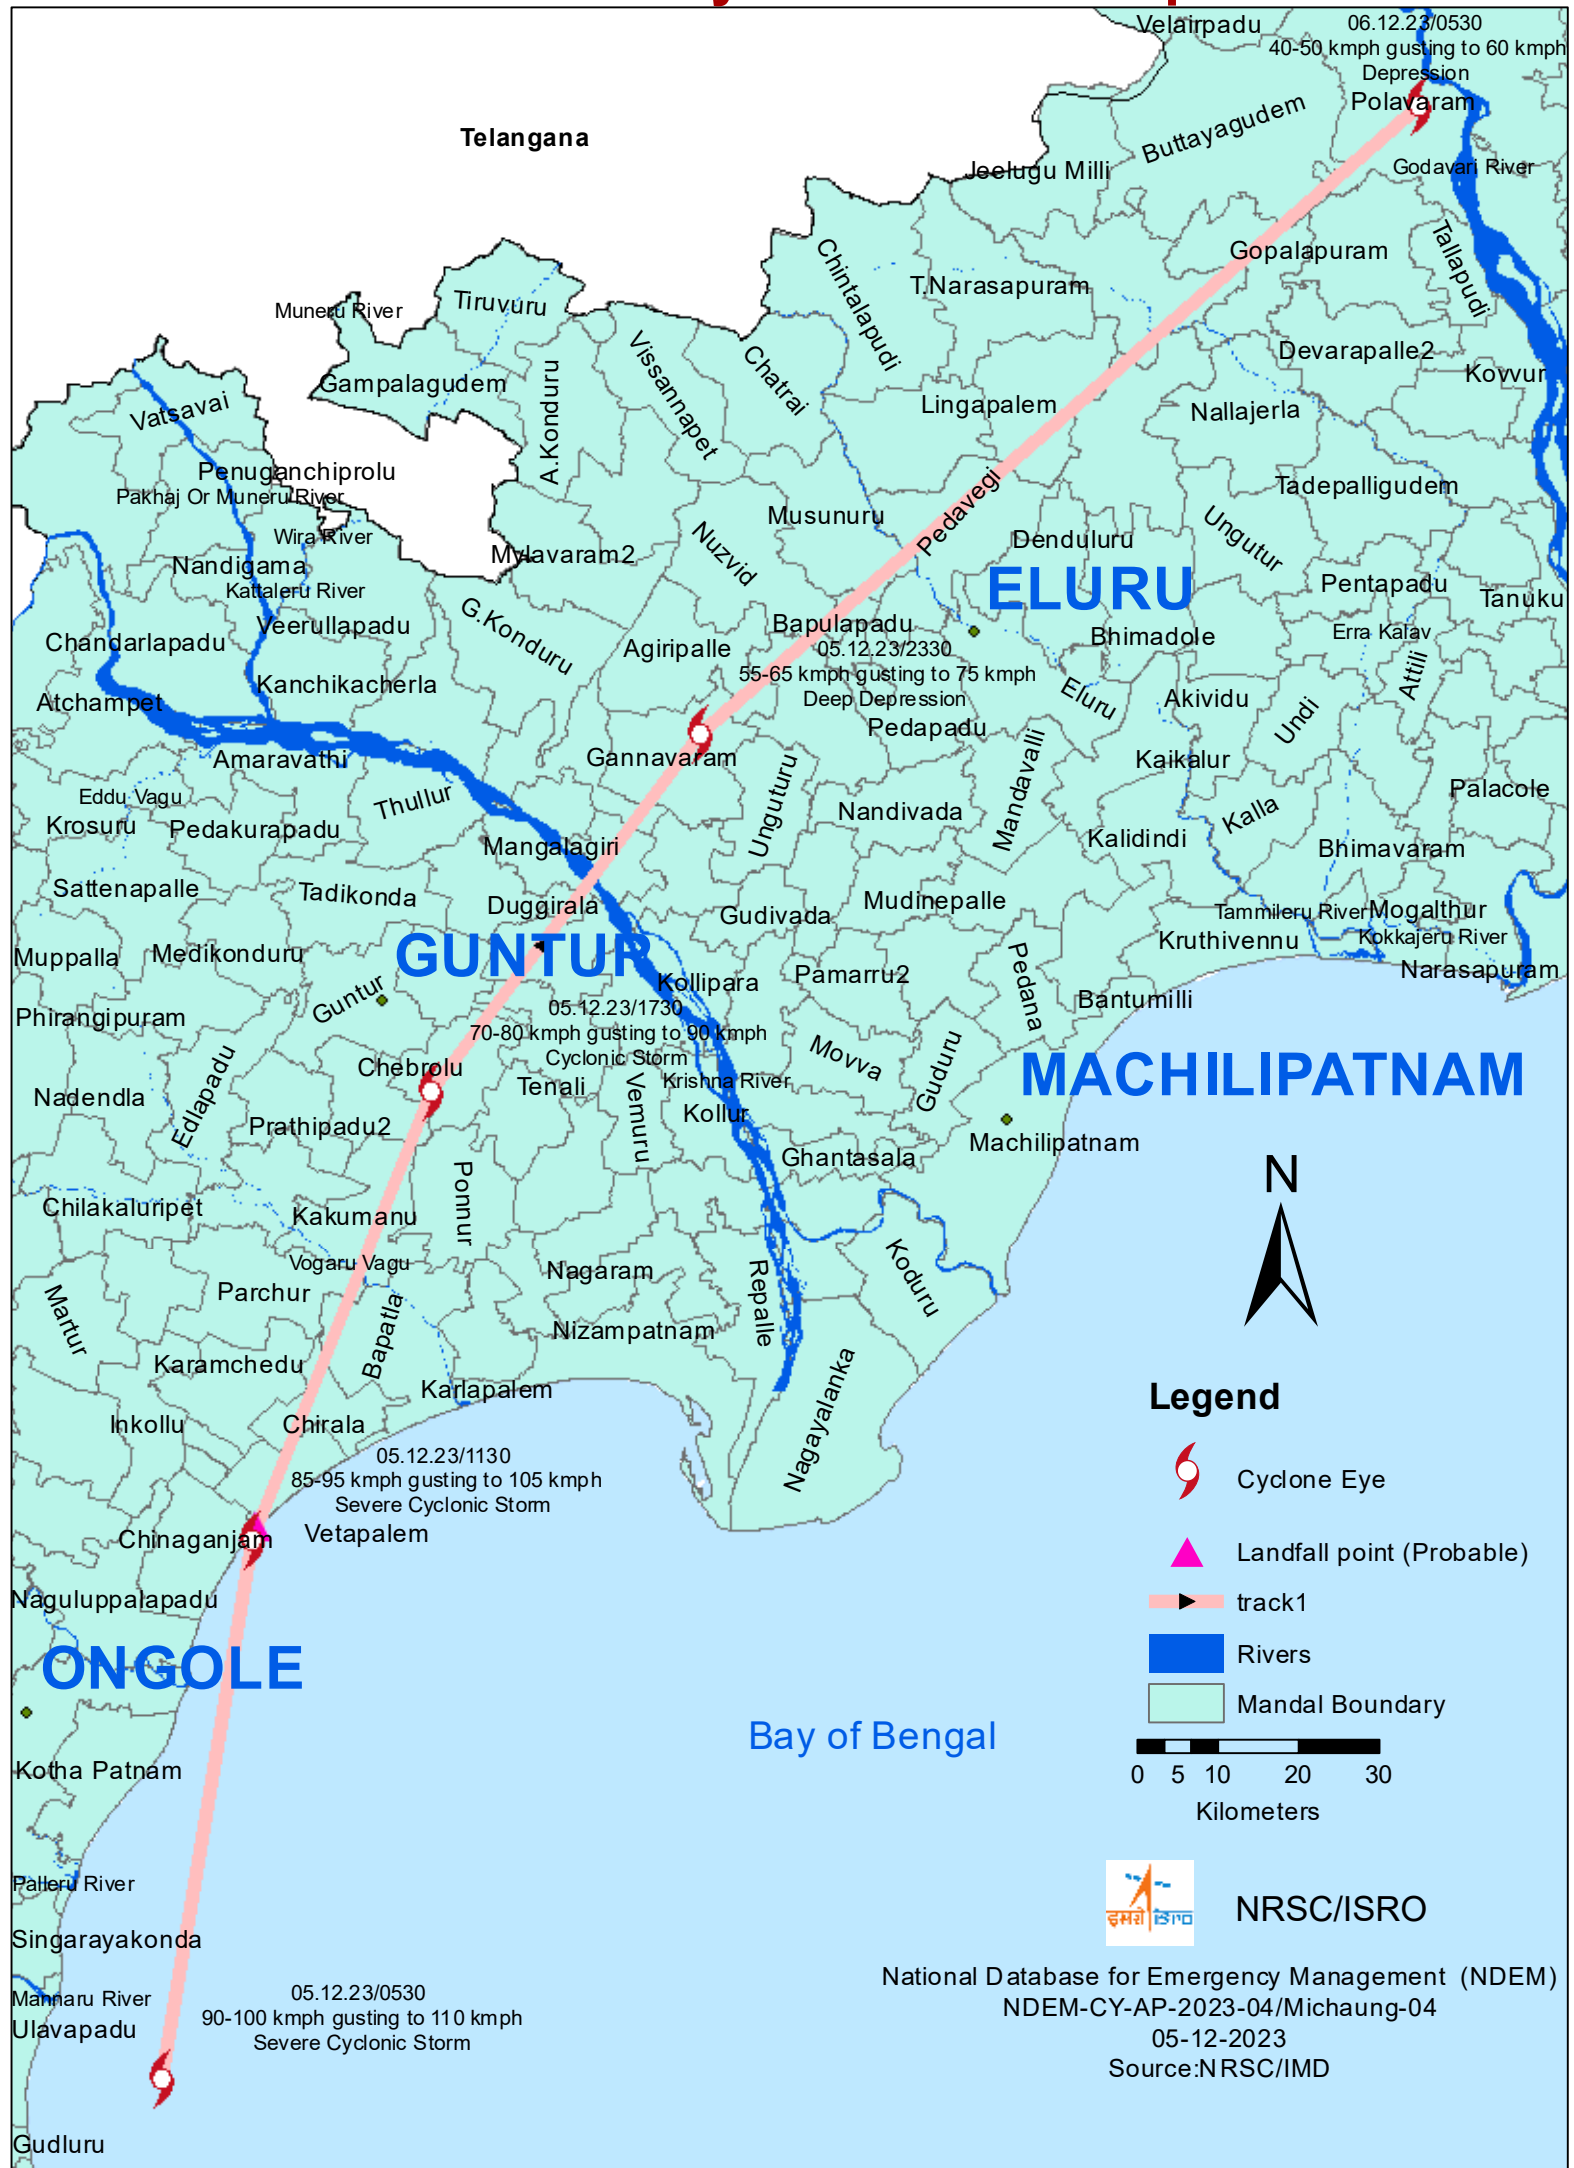 Velairpadu
06.12.23/0530
40-50 kmph gusting to 60 kmph
Depression
Polavaram
Telangana
Buttayagudem
Jeelugu Milli
Godavari River
Gopalapuram
Tallapudi
Chintalapudi
T.Narasapuram
Muneru River
Tiruvuru
Vissannapet
Chatrai
Devarapalle2
Kovvur
Gampalagudem
A.Konduru
Lingapalem
Nallajerla
Vatsavai
Penuganchiprolu
Pakhaj Or Muneru River
Pedavegi
Tadepalligudem
Musunuru
Wira River
Mylavaram2
Nuzvid
Denduluru
Ungutur
Nandigama
Kattaleru River
ELURU
Pentapadu
Tanuku
Veerullapadu
G.Konduru
Bapulapadu
Chandarlapadu
Agiripalle
05.12.23/2330
55-65 kmph gusting to 75 kmph
Deep Depression
Bhimadole
Erra Kalav
Attili
Kanchikacherla
Eluru
Akividu
Undi
Atchampet
Pedapadu
Gannavaram
Amaravathi
Mandavalli
Kaikalur
Eddu Vagu
Thullur
Unguturu
Nandivada
Palacole
Krosuru
Pedakurapadu
Kalla
Mangalagiri
Kalidindi
Bhimavaram
Sattenapalle
Tadikonda
Duggirala
Gudivada
Mudinepalle
Tammileru River
Mogalthur
Muppalla
Medikonduru
GUNTUR
Kruthivennu
Kokkajeru River
Narasapuram
Kollipara
Pamarru2
Pedana
Bantumilli
Phirangipuram
Guntur
05.12.23/1730
70-80 kmph gusting to 90 kmph
Cyclonic Storm
Movva
Guduru
MACHILIPATNAM
Chebrolu
Tenali
Vemuru
Krishna River
Nadendla
Edlapadu
Prathipadu2
Kollur
Machilipatnam
Ghantasala
N
Chilakaluripet
Kakumanu
Ponnur
Vogaru Vagu
Nagaram
Repalle
Koduru
Parchur
Martur
Bapatla
Nizampatnam
Karamchedu
Karlapalem
Nagayalanka
Inkollu
Chirala
Legend
05.12.23/1130
85-95 kmph gusting to 105 kmph
Severe Cyclonic Storm
Cyclone Eye
Chinaganjam
Vetapalem
Landfall point (Probable)
Naguluppalapadu
track1
ONGOLE
Rivers
Mandal Boundary
Bay of Bengal
Kotha Patnam
0 5 10 20 30
Kilometers
Palleru River
इसरो isro
NRSC/ISRO
Singarayakonda
National Database for Emergency Management (NDEM)
NDEM-CY-AP-2023-04/Michaung-04
05-12-2023
Source:NRSC/IMD
Mannaru River
Ulavapadu
05.12.23/0530
90-100 kmph gusting to 110 kmph
Severe Cyclonic Storm
Gudluru